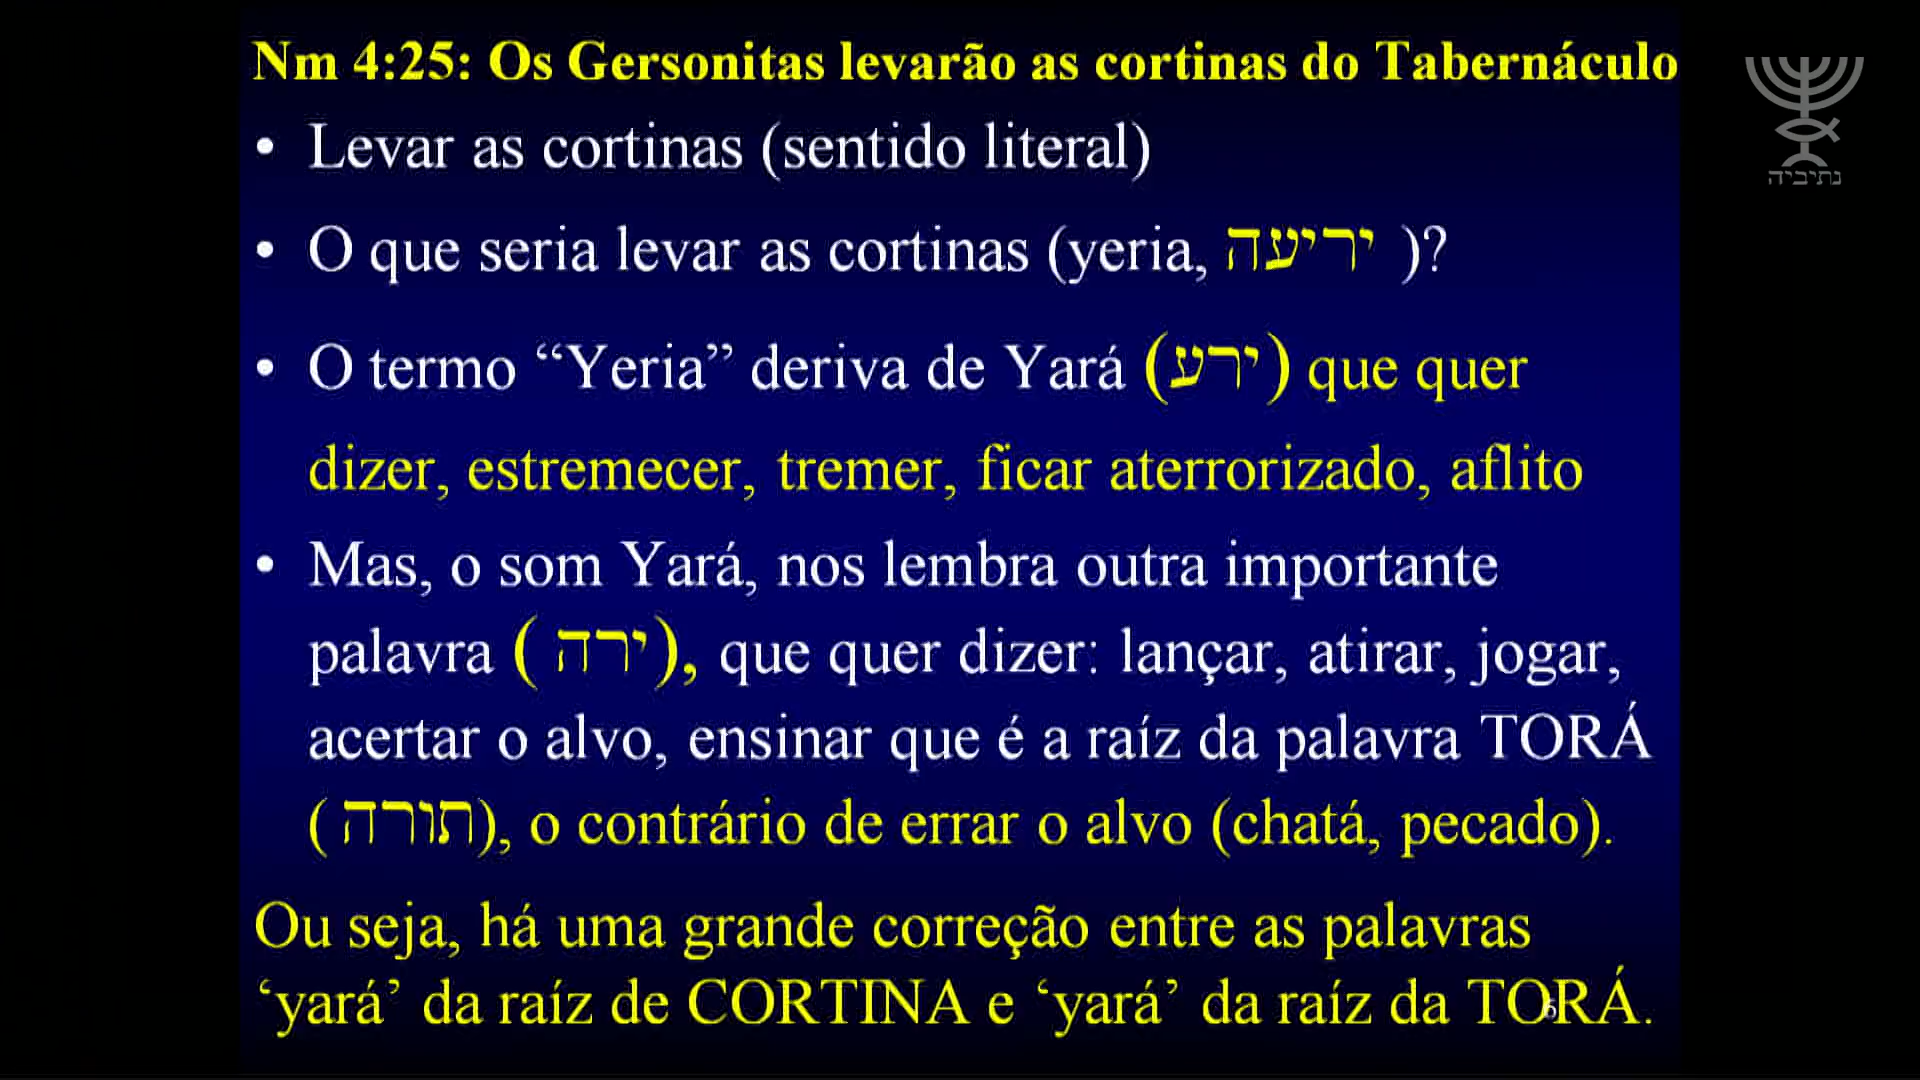 Nm 4:25: Os Gersonitas levarão as cortinas do Tabernáculo
נתיביה
• Levar as cortinas (sentido literal)
• O que seria levar as cortinas (yeria, יריעה )?
• O termo “Yeria” deriva de Yará (ירע) que quer
dizer, estremecer, tremer, ficar aterrorizado, aflito
• Mas, o som Yará, nos lembra outra importante
palavra ( ירה), que quer dizer: lançar, atirar, jogar,
acertar o alvo, ensinar que é a raíz da palavra TORÁ
( תורה), o contrário de errar o alvo (chatá, pecado).
Ou seja, há uma grande correção entre as palavras
‘yará’ da raíz de CORTINA e ‘yará’ da raíz da TORÁ.
6